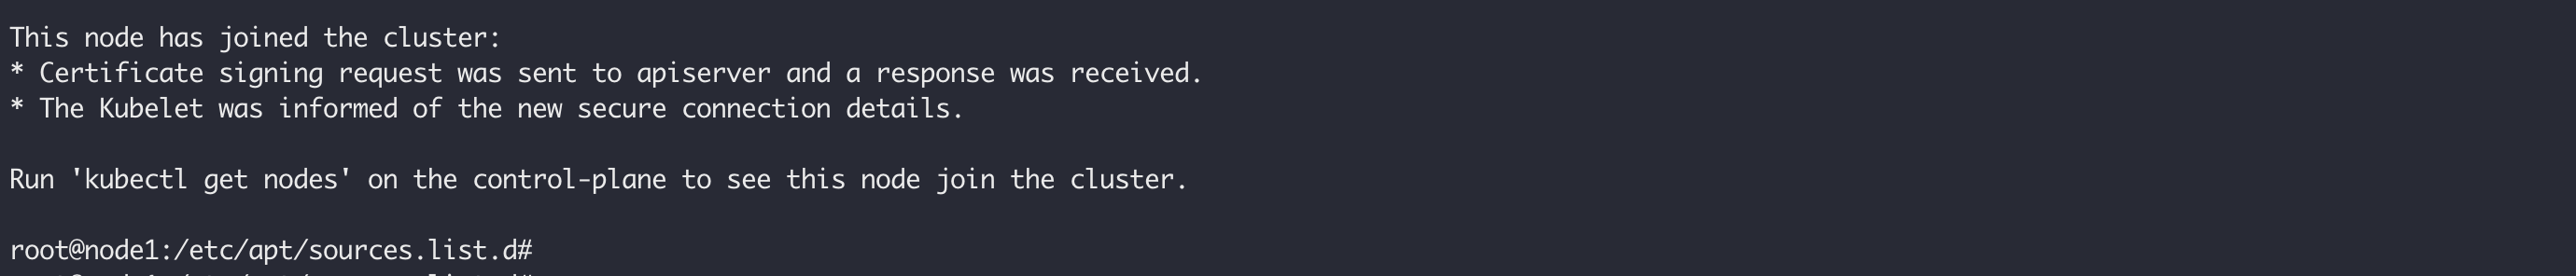 This node has joined the cluster:
* Certificate signing request was sent to apiserver and a response was received.
* The Kubelet was informed of the new secure connection details.
Run 'kubectl get nodes' on the control-plane to see this node join the cluster.
root@node1:/etc/apt/sources.list.d#